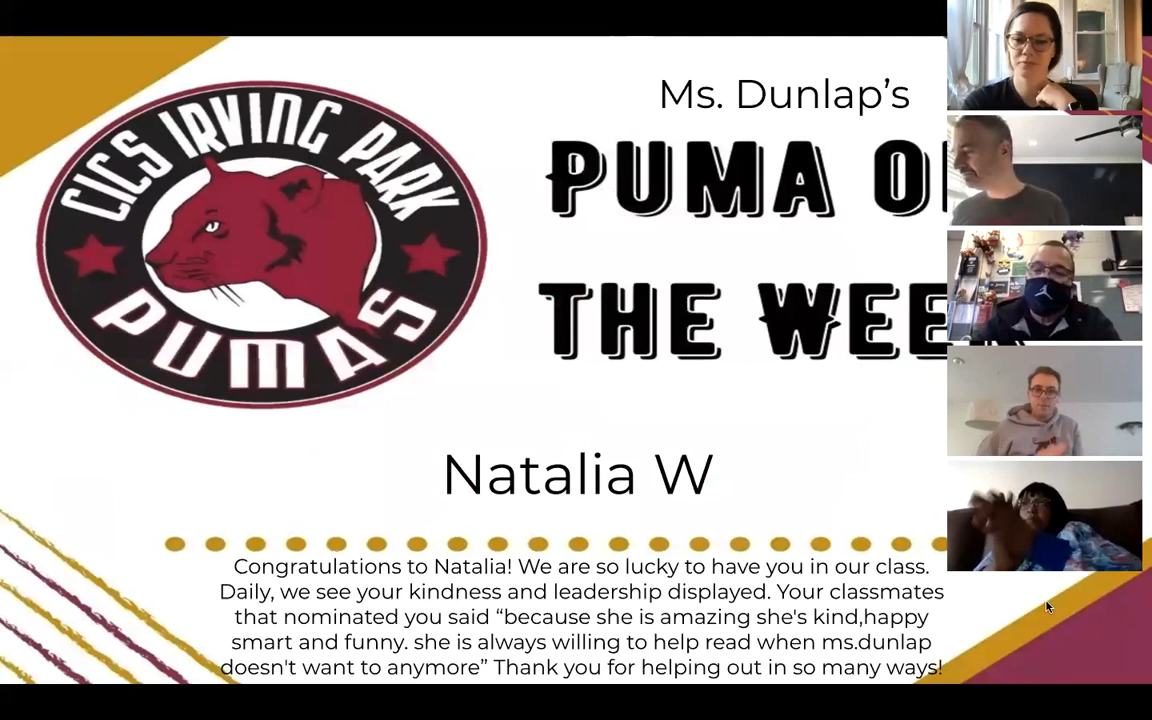 CICS IRVING PARK
PUMAS
Ms. Dunlap's
PUMA O
THE WEE
Natalia W
Congratulations to Natalia! We are so lucky to have you in our class.
Daily, we see your kindness and leadership displayed. Your classmates
that nominated you said “because she is amazing she's kind,happy
smart and funny. she is always willing to help read when ms.dunlap
doesn't want to anymore” Thank you for helping out in so many ways!